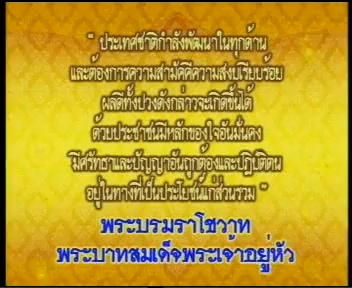 " ประเทศชาติกำลังพัฒนาในทุกด้าน
และต้องการความสามัคคีความสงบเรียบร้อย
ผลดีทั้งปวงดังกล่าวจะเกิดขึ้นได้
ด้วยประชาชนมีหลักของใจอันมั่นคง
มีศรัทธาและปัญญาอันถูกต้องและปฏิบัติตน
อยู่ในทางที่เป็นประโยชน์แก่ส่วนรวม "
พระบรมราโชวาท
พระบาทสมเด็จพระเจ้าอยู่หัว